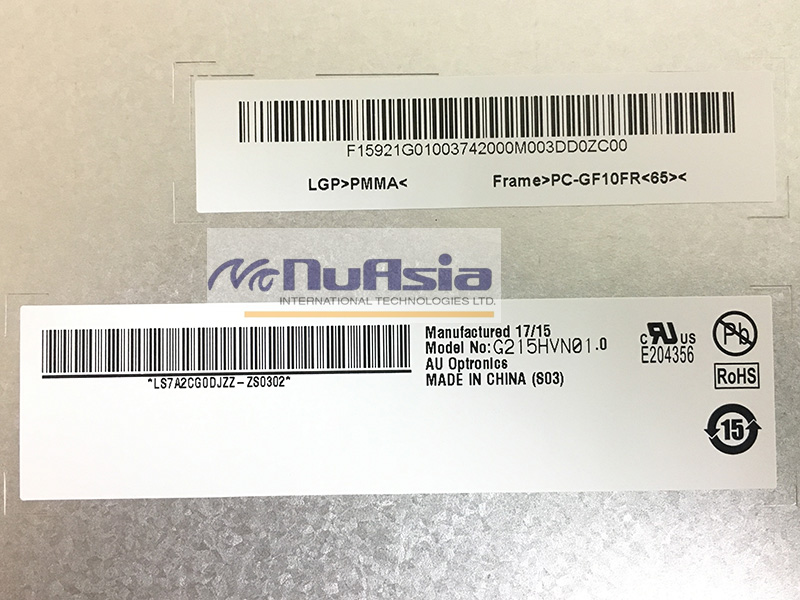 F15921G01003742000M003DD0ZC00
LGP>PMMA< Frame>PC-GF10FR<65><
NuAsia
INTERNATIONAL TECHNOLOGIES LTD.
*LS7A2CG0DJZZ-ZS0302*
Manufactured 17/15
Model No:G215HVN01.0
AU Optronics
MADE IN CHINA (S03)
c RU US
E204356
Pb
RoHS
15